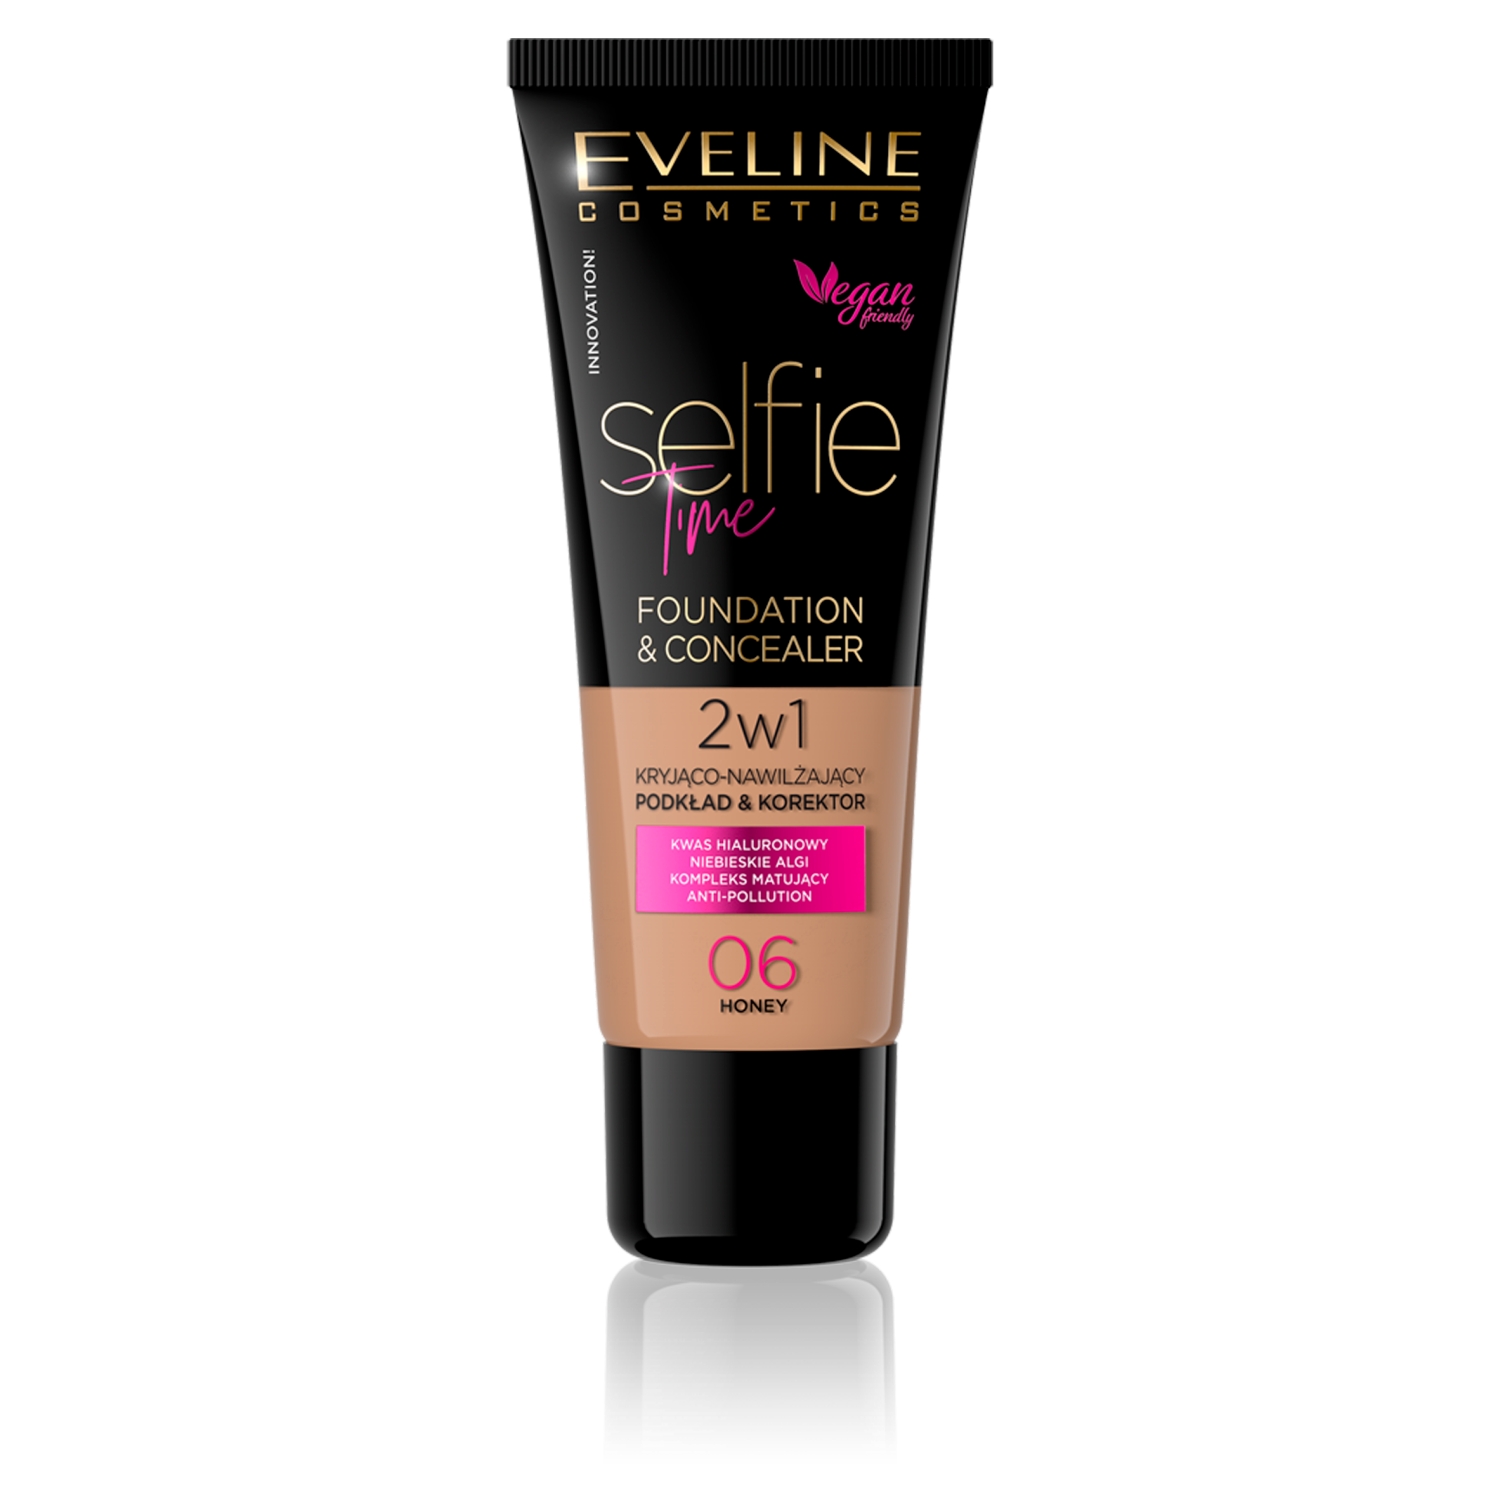 EVELINE
COSMETICS
INNOVATION!
Vegan
friendly
selfie
Time
FOUNDATION
& CONCEALER
2w1
KRYJĄCO-NAWILŻAJĄCY
PODKŁAD & KOREKTOR
KWAS HIALURONOWY
NIEBIESKIE ALGI
KOMPLEKS MATUJĄCY
ANTI-POLLUTION
06
HONEY